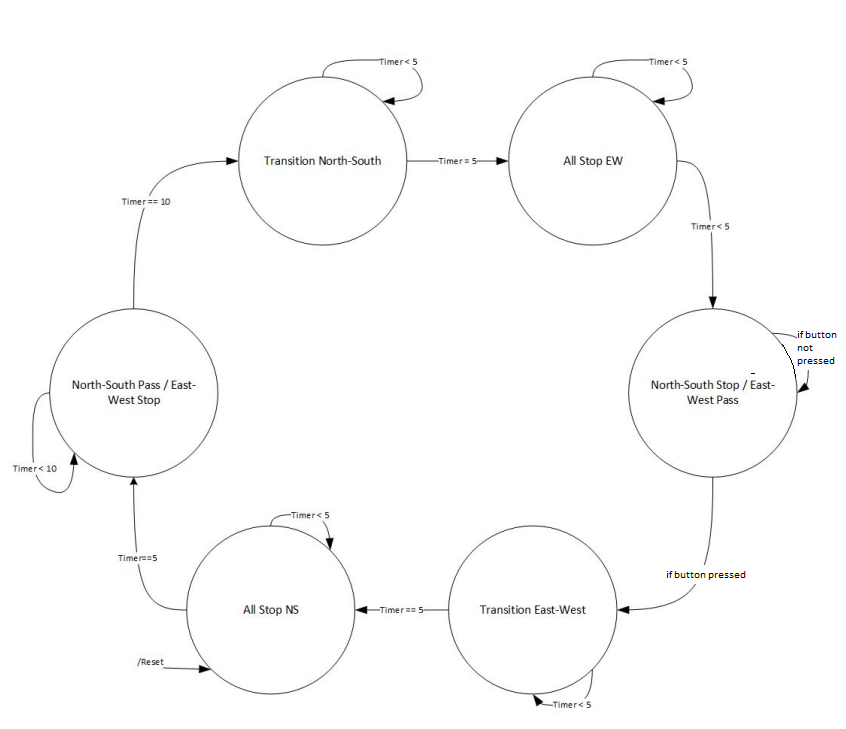 Timer < 5
Timer < 5
Transition North-South
Timer = 5
All Stop EW
Timer == 10
Timer < 5
if button
not
pressed
North-South Pass / East-
West Stop
North-South Stop / East-
West Pass
Timer < 10
Timer < 5
Timer==5
if button pressed
All Stop NS
Timer == 5
Transition East-West
/Reset
Timer < 5